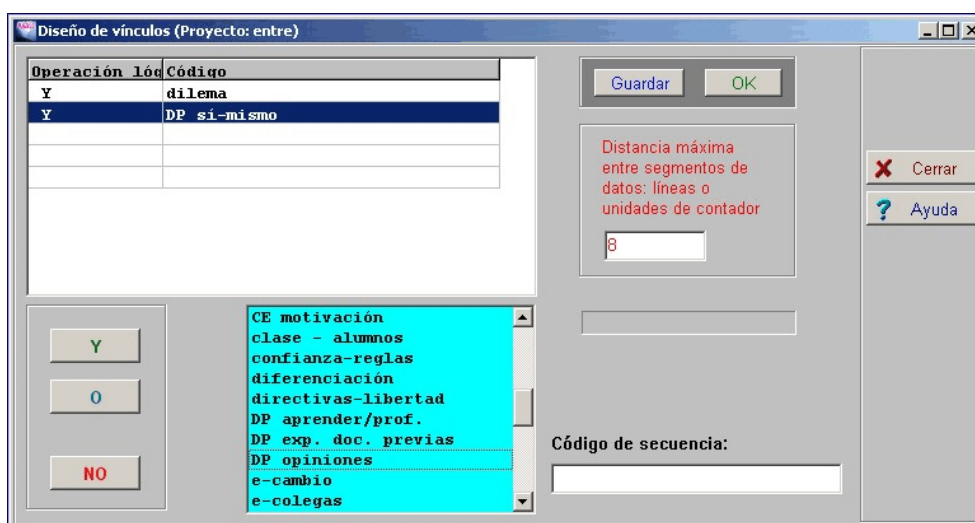 Diseño de vínculos (Proyecto: entre)
Operación lóg Código
Y dilema
Y DP sí-mismo
Guardar OK
Distancia máxima
entre segmentos de
datos: líneas o
unidades de contador
8
Cerrar
Ayuda
Y
O
NO
CE motivación
clase - alumnos
confianza-reglas
diferenciación
directivas-libertad
DP aprender/prof.
DP exp. doc. previas
DP opiniones
e-cambio
e-colegas
Código de secuencia: